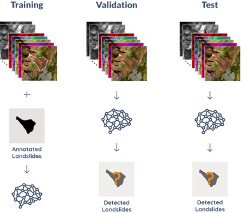 Training
Validation
Test
Annotated
Landslides
Detected
Landslides
Detected
Landslides